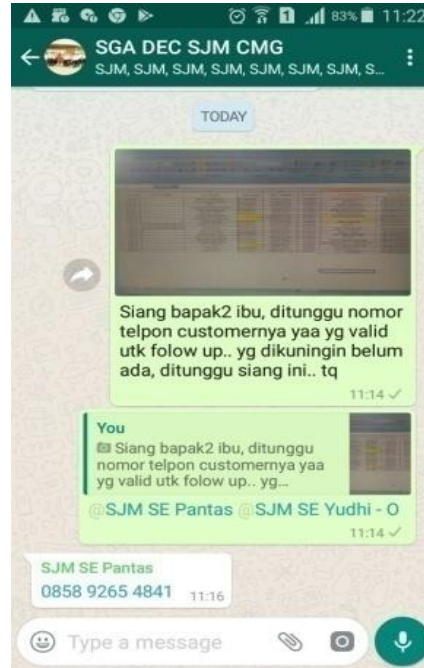 1 83% 11:22
SGA DEC SJM CMG
SJM, SJM, SJM, SJM, SJM, SJM, S...
TODAY
Siang bapak2 ibu, ditunggu nomor
telpon customernya yaa yg valid
utk folow up.. yg dikuningin belum
ada, ditunggu siang ini.. tq
11:14
You
Siang bapak2 ibu, ditunggu
nomor telpon customernya yaa
yg valid utk folow up.. yg...
@SJM SE Pantas @SJM SE Yudhi - O
11:14
SJM SE Pantas
0858 9265 4841 11:16
Type a message